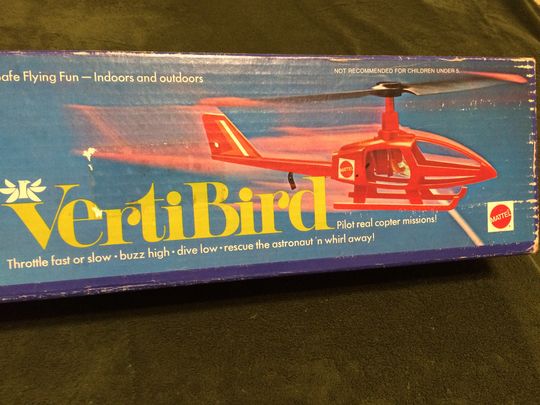 afe Flying Fun — Indoors and outdoors
NOT RECOMMENDED FOR CHILDREN UNDER 5.
MATTEL
VertiBird
Pilot real copter missions!
MATTEL
Throttle fast or slow · buzz high · dive low · rescue the astronaut 'n whirl away!